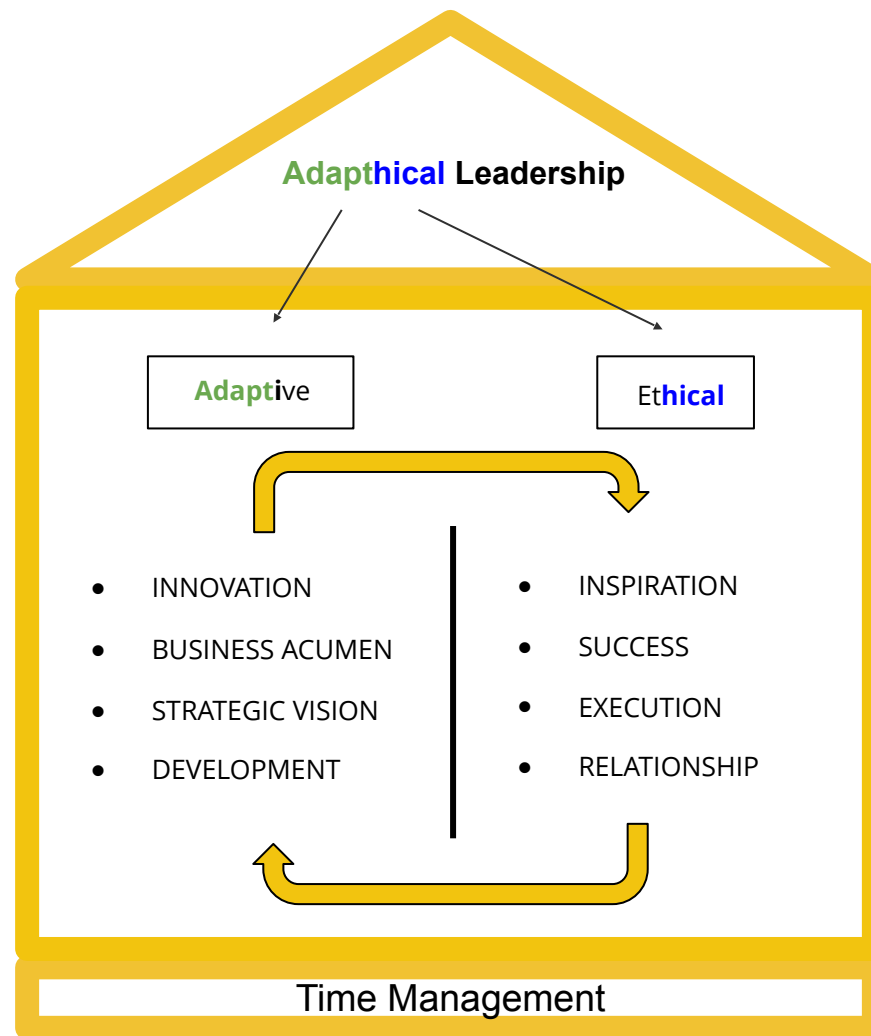 Adapthical Leadership
Adaptive
Ethical
INNOVATION
BUSINESS ACUMEN
STRATEGIC VISION
DEVELOPMENT
INSPIRATION
SUCCESS
EXECUTION
RELATIONSHIP
Time Management